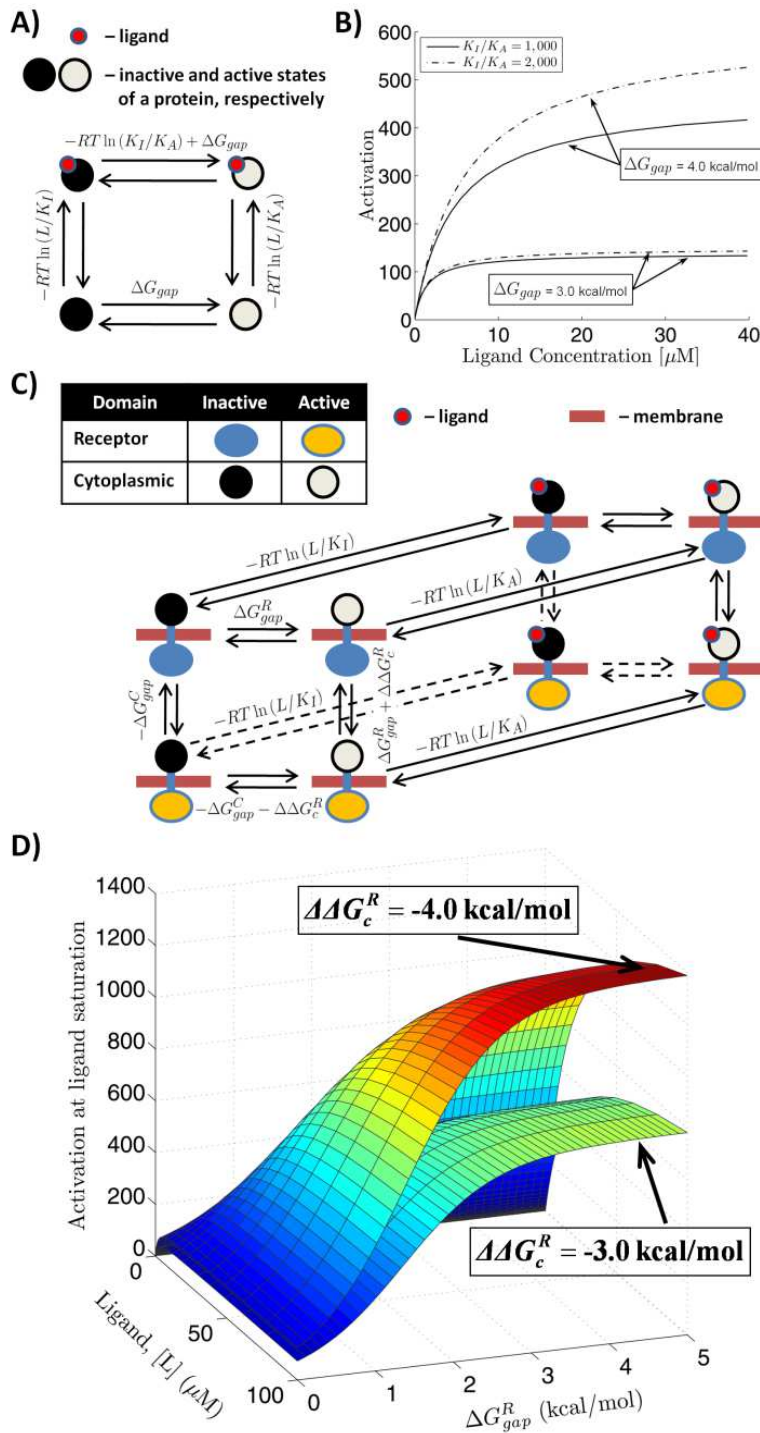 A)
– ligand
– inactive and active states
of a protein, respectively
−RT ln (K_I/K_A) + ΔG_gap
−RT ln (L/K_I)
−RT ln (L/K_A)
ΔG_gap
B)
K_I/K_A = 1,000
K_I/K_A = 2,000
600
500
400
300
200
100
0
Activation
ΔG_gap = 4.0 kcal/mol
ΔG_gap = 3.0 kcal/mol
0 10 20 30 40
Ligand Concentration [μM]
C)
Domain Inactive Active
Receptor
Cytoplasmic
– ligand – membrane
−RT ln (L/K_I)
ΔG^R_gap
−RT ln (L/K_A)
−ΔG^C_gap
−RT ln (L/K_I)
ΔG^R_gap + ΔΔG^R_c
−RT ln (L/K_A)
−ΔG^C_gap − ΔΔG^R_c
D)
1400
1200
1000
800
600
400
200
0
Activation at ligand saturation
ΔΔG^R_c = -4.0 kcal/mol
ΔΔG^R_c = -3.0 kcal/mol
0
50
100
Ligand, [L] (μM)
0 1 2 3 4 5
ΔG^R_gap (kcal/mol)